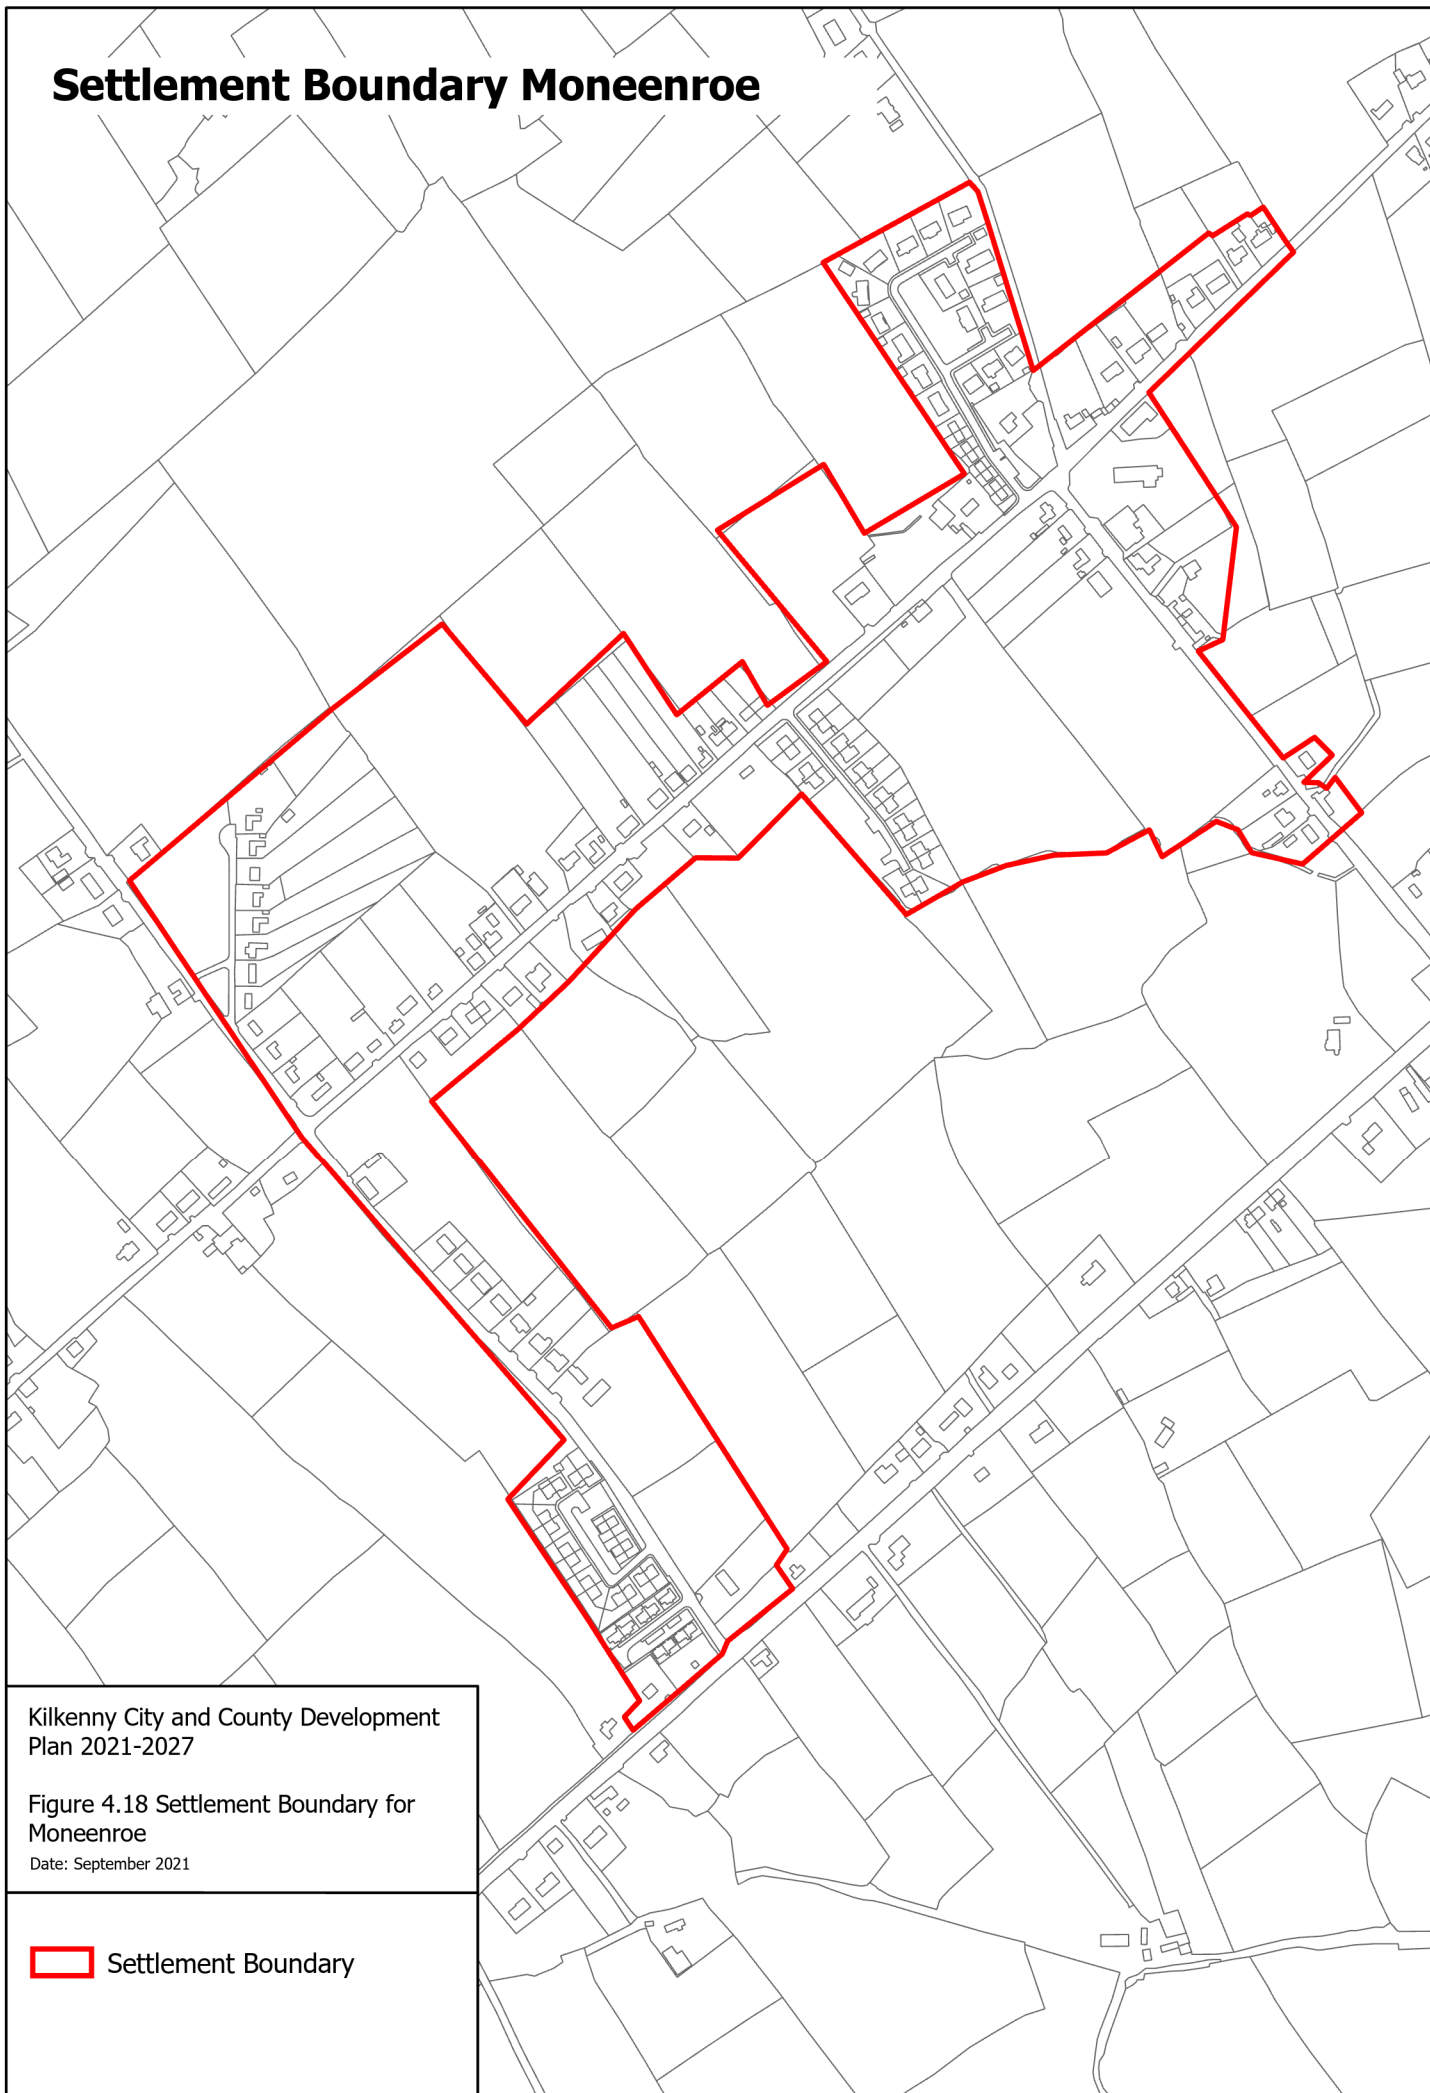 Settlement Boundary Moneenroe
Kilkenny City and County Development
Plan 2021-2027
Figure 4.18 Settlement Boundary for
Moneenroe
Date: September 2021
Settlement Boundary